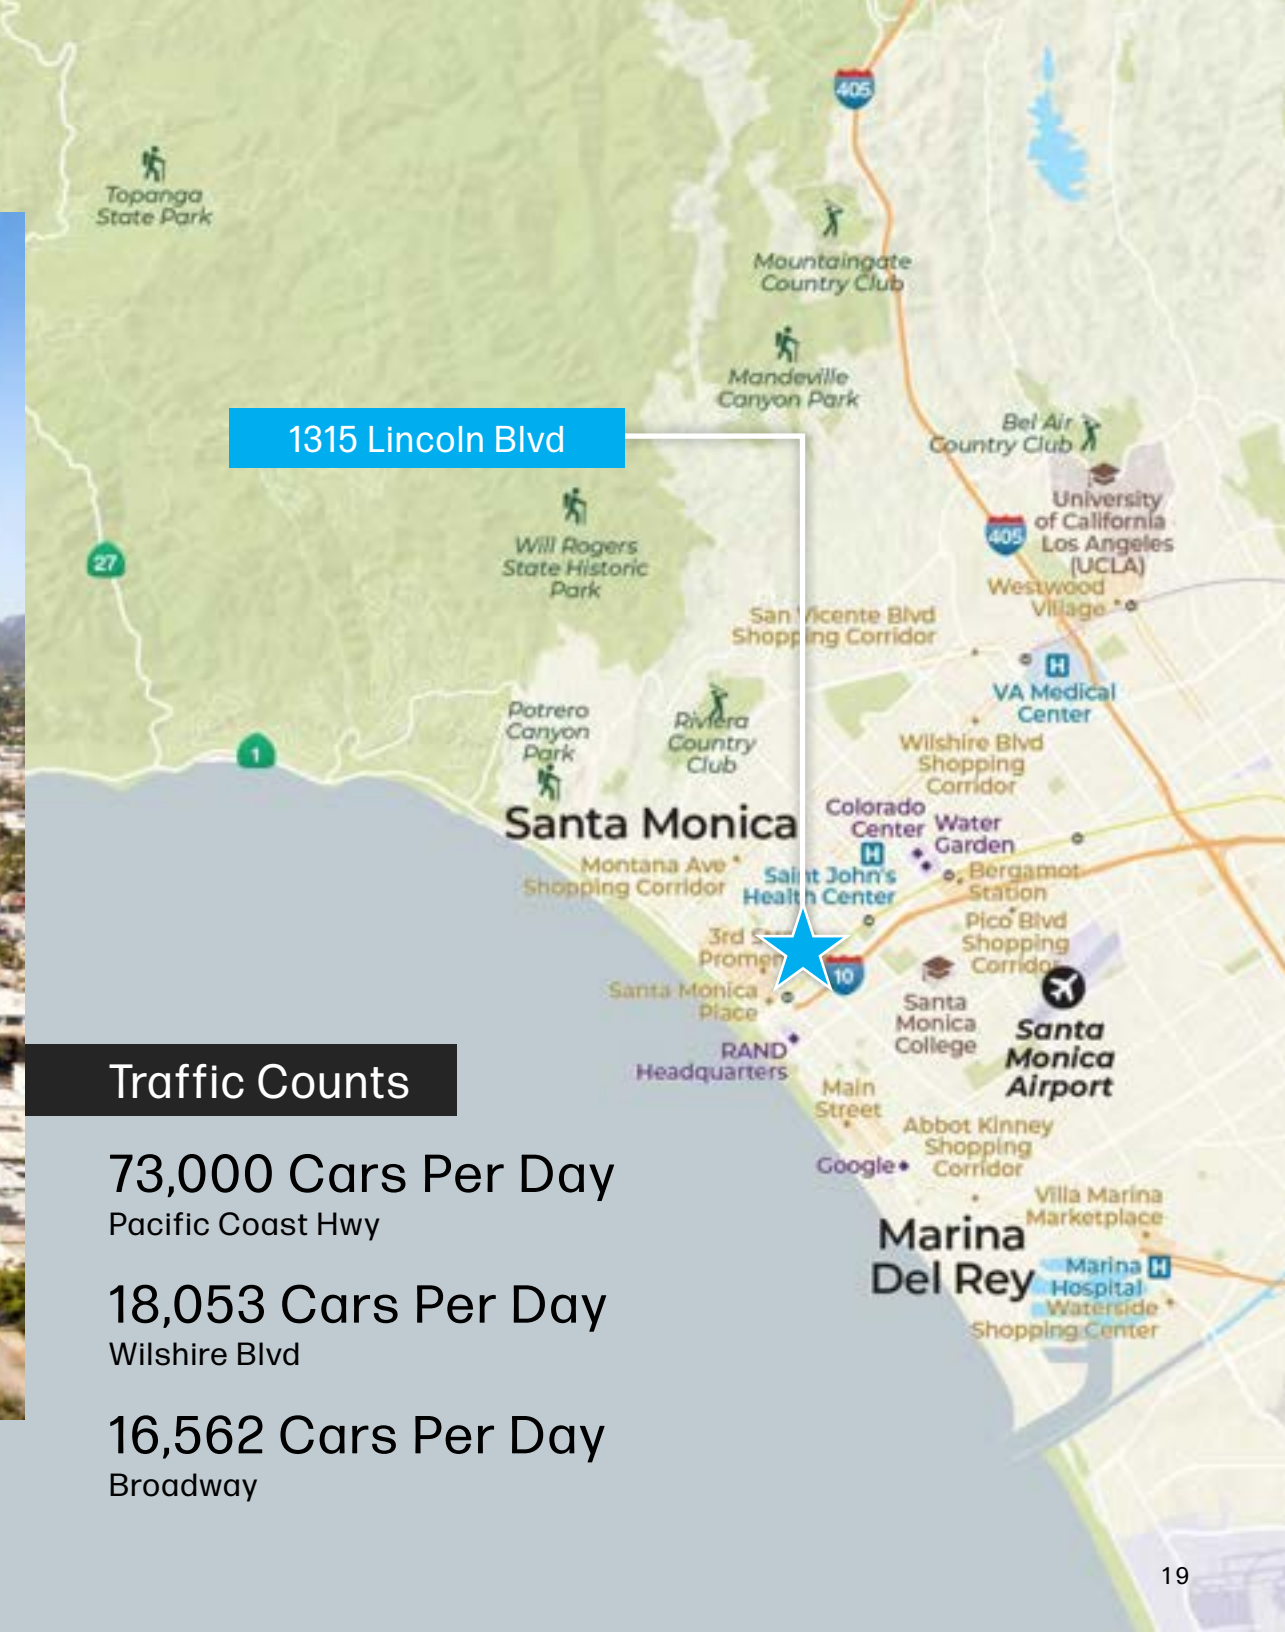 405
Topanga
State Park
Mountaingate
Country Club
Mandeville
Canyon Park
1315 Lincoln Blvd
Bel Air
Country Club
University
of California
Los Angeles
(UCLA)
405
Will Rogers
State Historic
Park
27
Westwood
Village
San Vicente Blvd
Shopping Corridor
H
VA Medical
Center
Potrero
Canyon
Park
Riviera
Country
Club
1
Wilshire Blvd
Shopping
Corridor
Santa Monica
Colorado
Center
Water
Garden
H
Saint John's
Health Center
Montana Ave
Shopping Corridor
Bergamot
Station
Pico Blvd
Shopping
Corridor
3rd
10
Santa Monica
Place
Santa
Monica
College
Santa
Monica
Airport
RAND
Headquarters
Main
Street
Abbot Kinney
Shopping
Corridor
Google
Villa Marina
Marketplace
Marina
Del Rey
Marina H
Hospital
Waterside
Shopping Center
Traffic Counts
73,000 Cars Per Day
Pacific Coast Hwy
18,053 Cars Per Day
Wilshire Blvd
16,562 Cars Per Day
Broadway
19